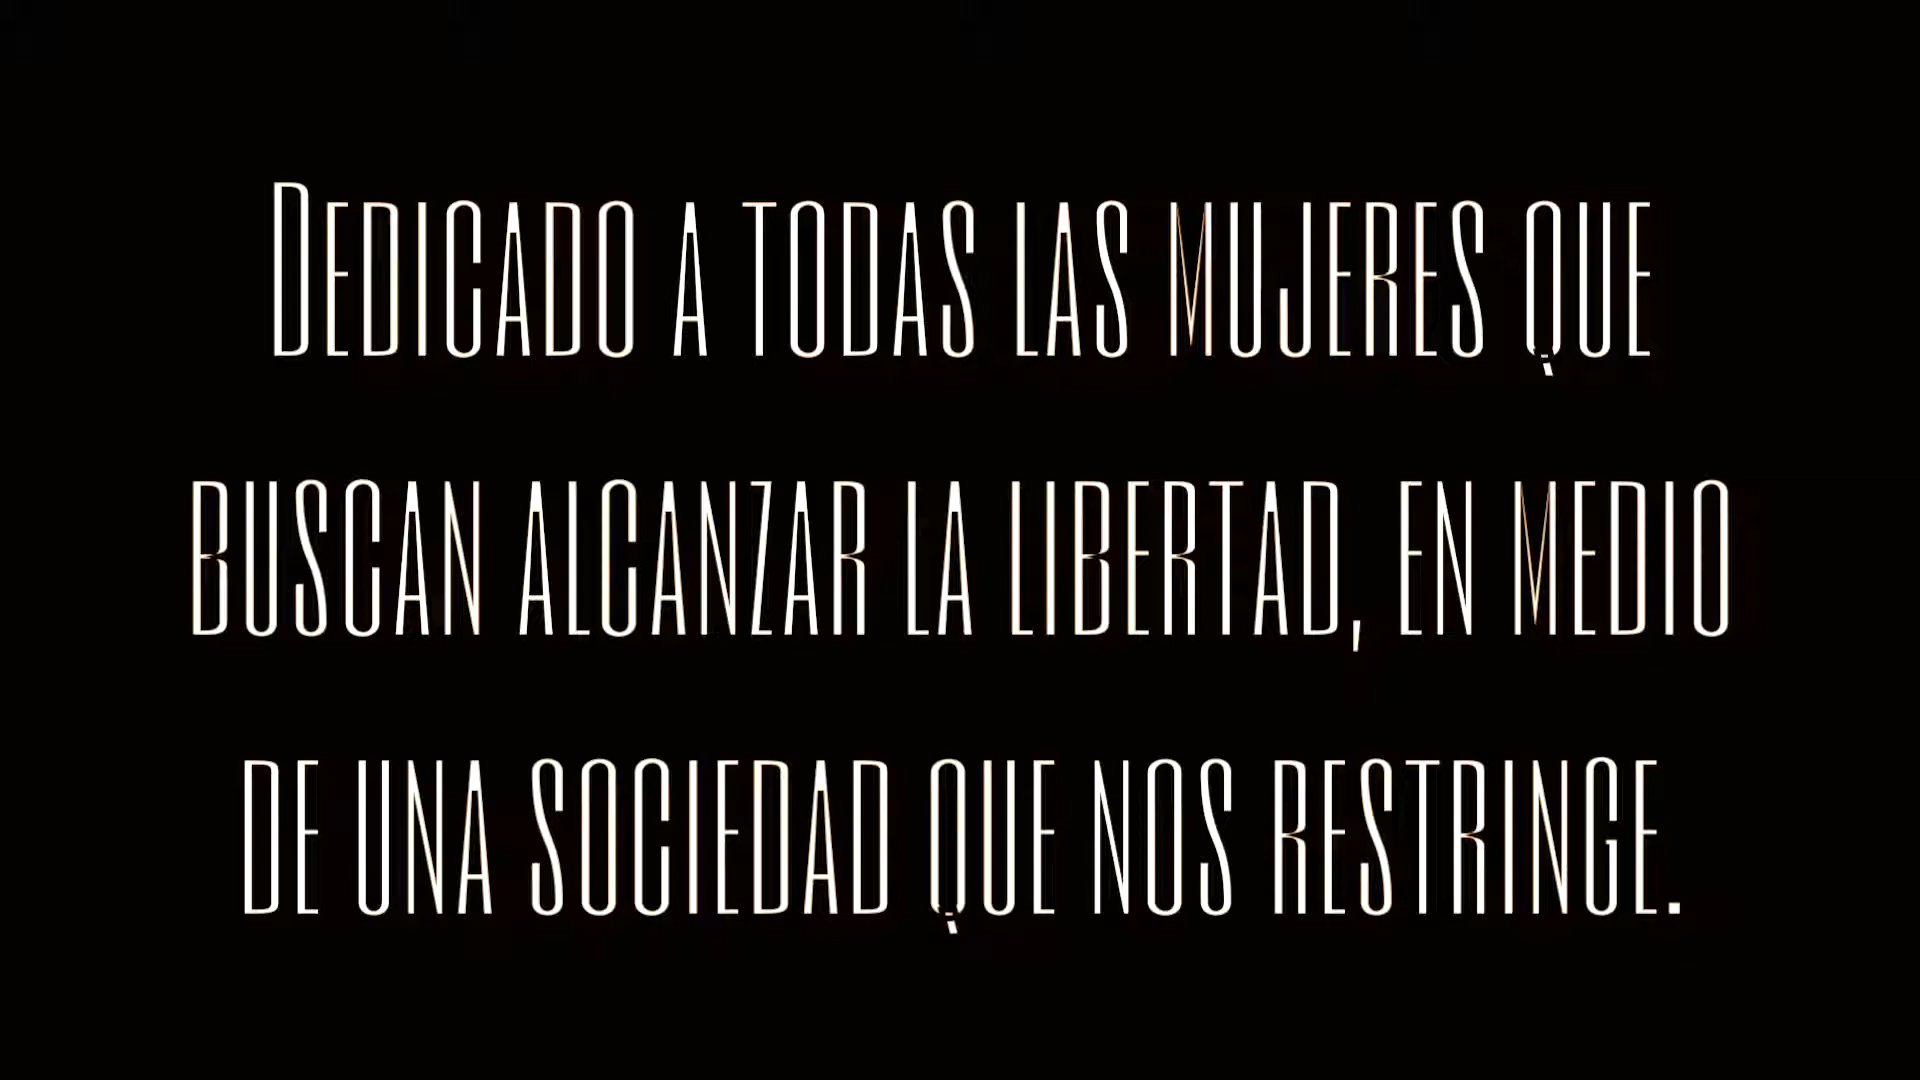 Dedicado a todas las mujeres que
buscan alcanzar la libertad, en medio
de una sociedad que nos restringe.